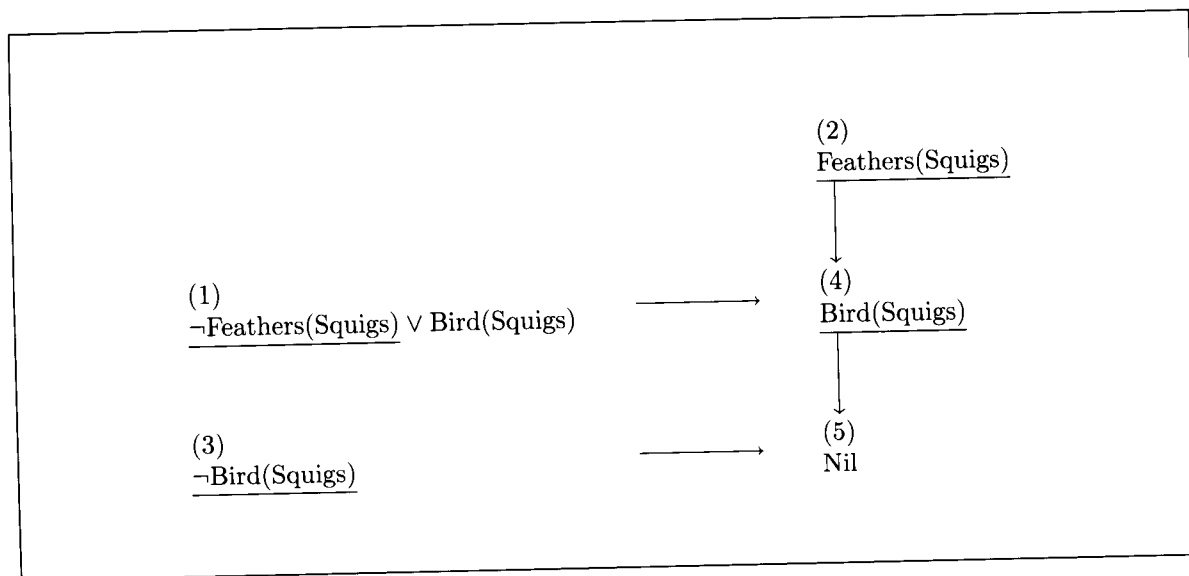 (2)
Feathers(Squigs)
(1)
¬Feathers(Squigs) ∨ Bird(Squigs)
(4)
Bird(Squigs)
(3)
¬Bird(Squigs)
(5)
Nil